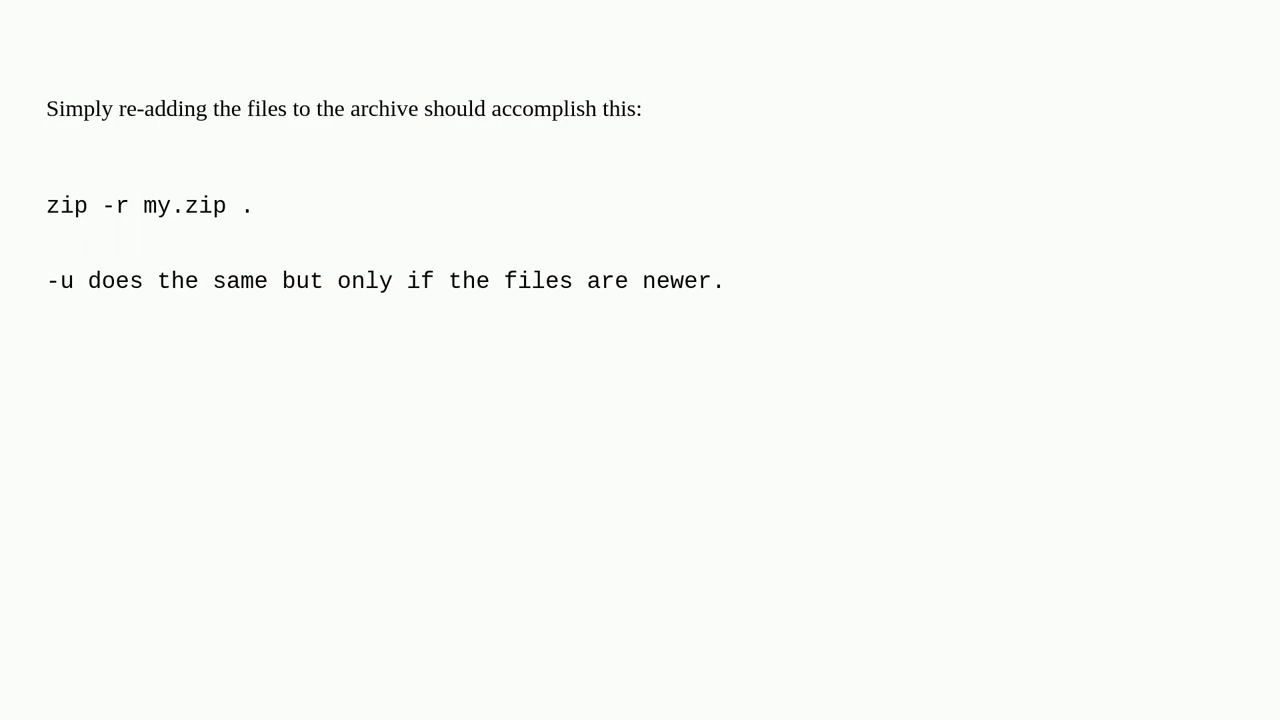 Simply re-adding the files to the archive should accomplish this:
zip -r my.zip .
-u does the same but only if the files are newer.